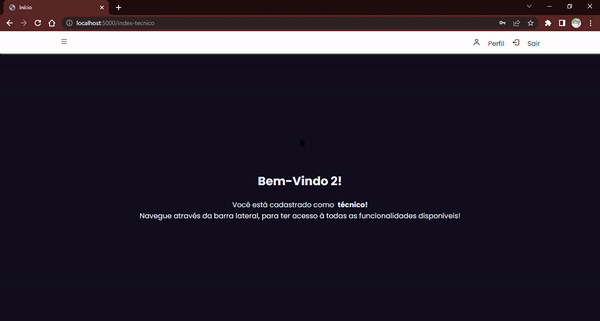 Início
localhost:5000/index-tecnico
Perfil Sair
Bem-Vindo 2!
Você está cadastrado como técnico!
Navegue através da barra lateral, para ter acesso à todas as funcionalidades disponíveis!